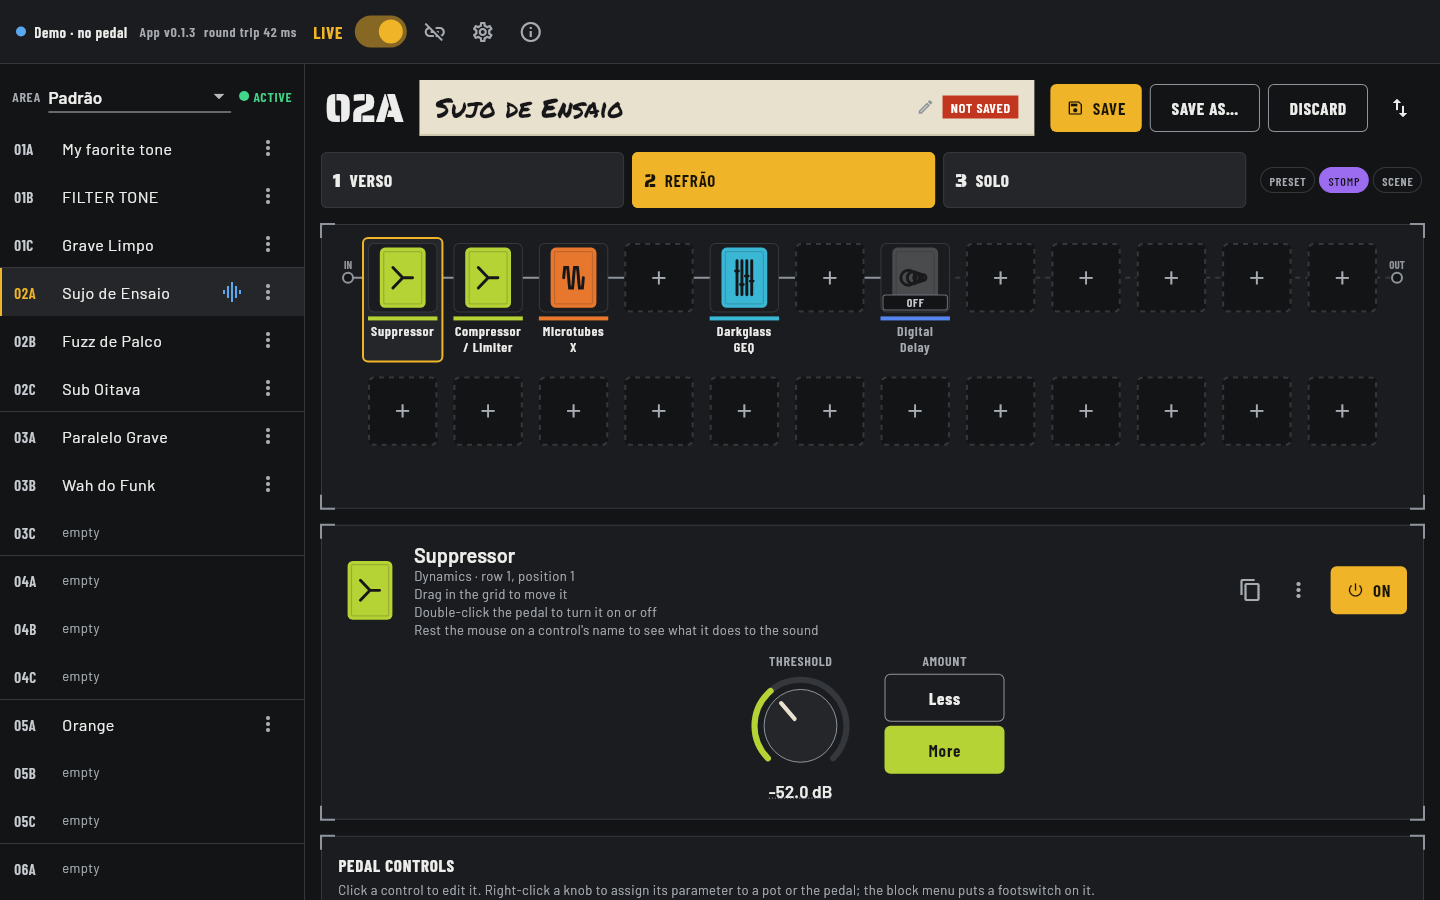 Demo · no pedal App v0.1.3 round trip 42 ms LIVE
AREA Padrão ACTIVE
01A My faorite tone
01B FILTER TONE
01C Grave Limpo
02A Sujo de Ensaio
02B Fuzz de Palco
02C Sub Oitava
03A Paralelo Grave
03B Wah do Funk
03C empty
04A empty
04B empty
04C empty
05A Orange
05B empty
05C empty
06A empty
02A Sujo de Ensaio NOT SAVED SAVE SAVE AS... DISCARD
1 VERSO 2 REFRÃO 3 SOLO PRESET STOMP SCENE
IN OUT
OFF
Suppressor Compressor Microtubes Darkglass Digital
/ Limiter X GEQ Delay
Suppressor
Dynamics · row 1, position 1
Drag in the grid to move it
Double-click the pedal to turn it on or off
Rest the mouse on a control's name to see what it does to the sound
ON
THRESHOLD AMOUNT
Less
More
-52.0 dB
PEDAL CONTROLS
Click a control to edit it. Right-click a knob to assign its parameter to a pot or the pedal; the block menu puts a footswitch on it.